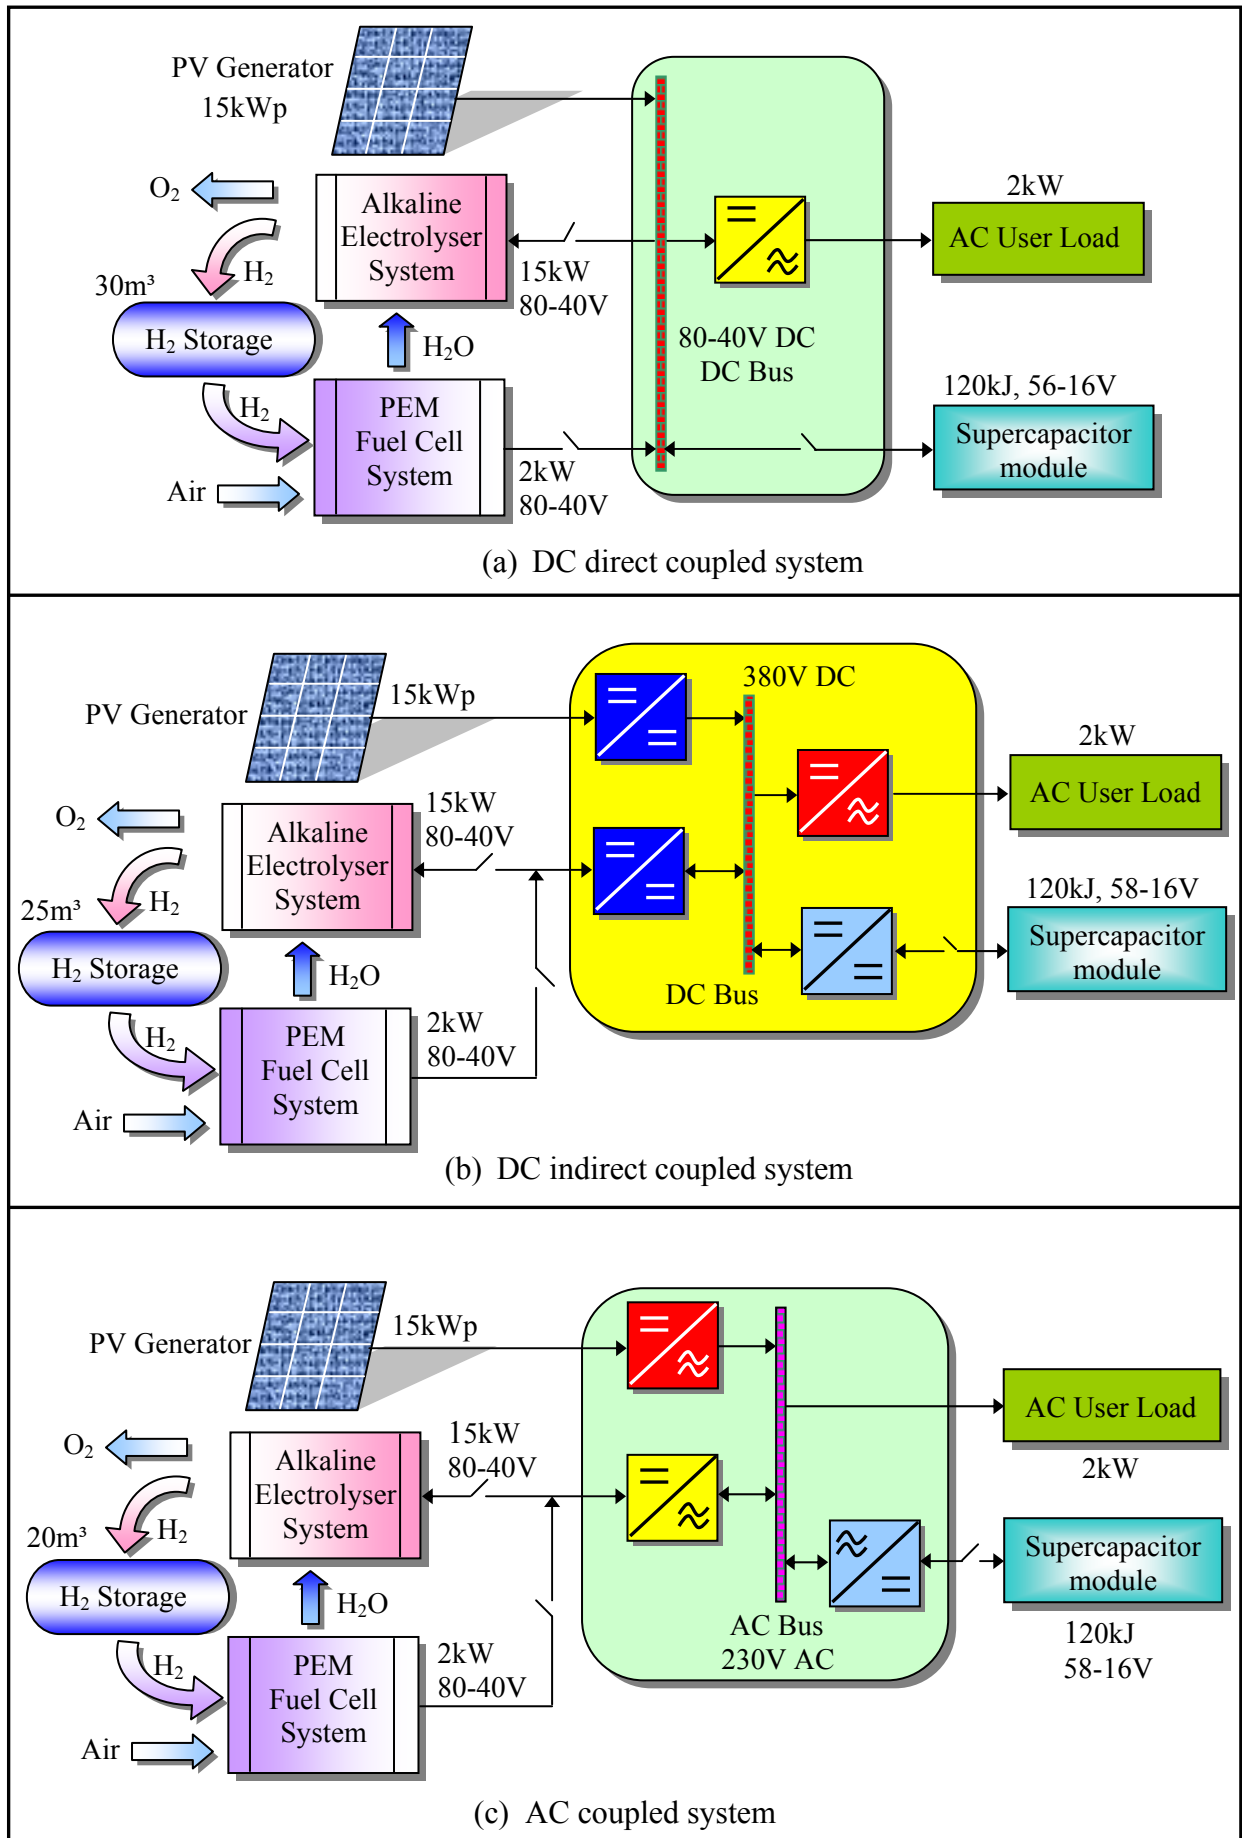 PV Generator
15kWp
O₂
Alkaline
Electrolyser
System
H₂
30m³
H₂ Storage
15kW
80-40V
H₂O
H₂
PEM
Fuel Cell
System
Air
2kW
80-40V
80-40V DC
DC Bus
2kW
AC User Load
120kJ, 56-16V
Supercapacitor
module
(a) DC direct coupled system
PV Generator
15kWp
380V DC
2kW
AC User Load
O₂
Alkaline
Electrolyser
System
15kW
80-40V
H₂
25m³
H₂ Storage
H₂O
H₂
PEM
Fuel Cell
System
Air
2kW
80-40V
DC Bus
120kJ, 58-16V
Supercapacitor
module
(b) DC indirect coupled system
PV Generator
15kWp
AC User Load
2kW
O₂
Alkaline
Electrolyser
System
15kW
80-40V
H₂
20m³
H₂ Storage
H₂O
H₂
PEM
Fuel Cell
System
Air
2kW
80-40V
AC Bus
230V AC
Supercapacitor
module
120kJ
58-16V
(c) AC coupled system